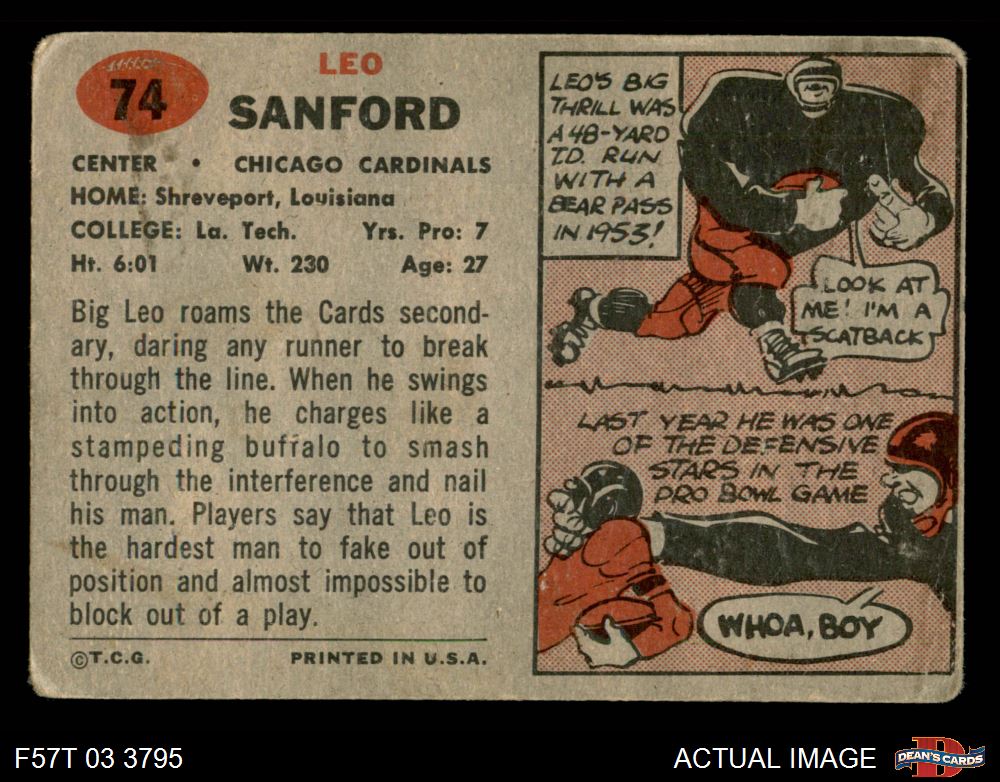 74
LEO
SANFORD
CENTER • CHICAGO CARDINALS
HOME: Shreveport, Louisiana
COLLEGE: La. Tech. Yrs. Pro: 7
Ht. 6:01 Wt. 230 Age: 27
Big Leo roams the Cards second-
ary, daring any runner to break
through the line. When he swings
into action, he charges like a
stampeding buffalo to smash
through the interference and nail
his man. Players say that Leo is
the hardest man to fake out of
position and almost impossible to
block out of a play.
©T.C.G. PRINTED IN U.S.A.
LEO'S BIG
THRILL WAS
A 48-YARD
T.D. RUN
WITH A
BEAR PASS
IN 1953!
LOOK AT
ME! I'M A
SCATBACK
LAST YEAR HE WAS ONE
OF THE DEFENSIVE
STARS IN THE
PRO BOWL GAME
WHOA, BOY
F57T 03 3795
ACTUAL IMAGE
DEAN'S CARDS